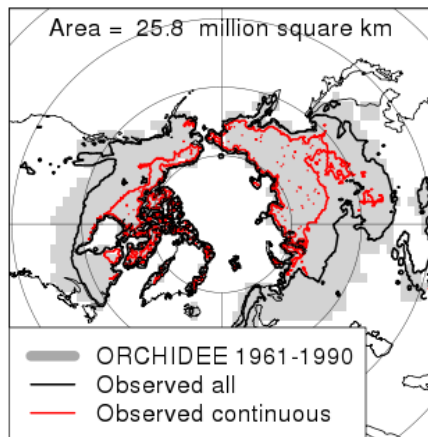 Area = 25.8 million square km
ORCHIDEE 1961-1990
Observed all
Observed continuous